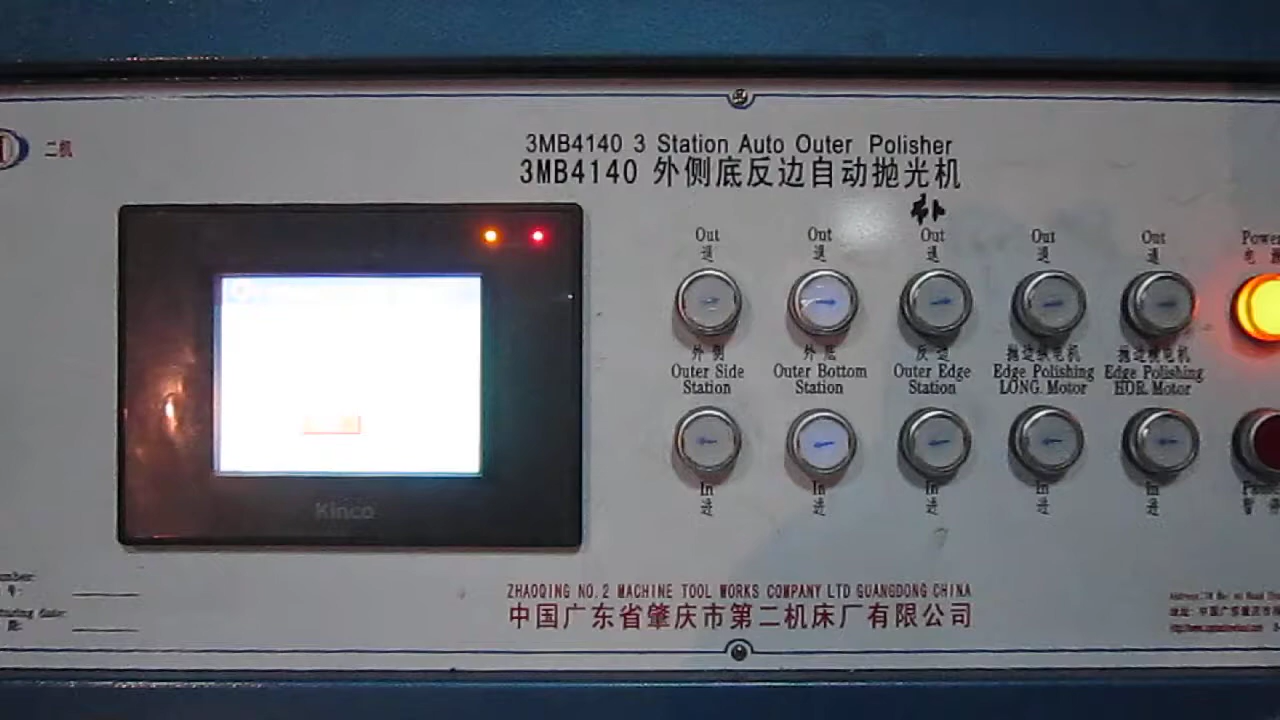 二机
3MB4140 3 Station Auto Outer Polisher
3MB4140 外侧底反边自动抛光机
Out Out Out Out Out Power
退 退 退 退 退 电
外侧 外底 反边 抛边纵电机 抛边横电机
Outer Side Station
Outer Bottom Station
Outer Edge Station
Edge Polishing LONG. Motor
Edge Polishing HOR. Motor
In In In In In
进 进 进 进 进 暂停
Kinco
ZHAOQING NO.2 MACHINE TOOL WORKS COMPANY LTD GUANGDONG CHINA
中国广东省肇庆市第二机床厂有限公司